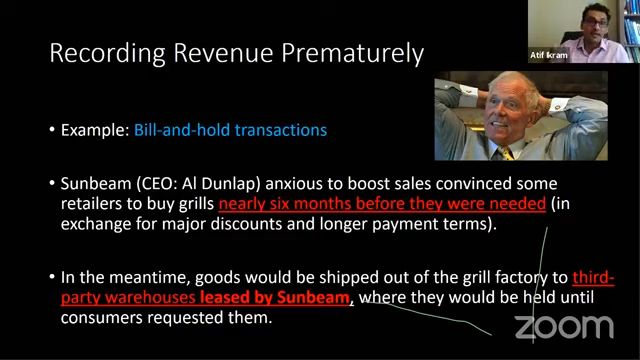 Recording Revenue Prematurely
Atif Ikram
• Example: Bill-and-hold transactions
• Sunbeam (CEO: Al Dunlap) anxious to boost sales convinced some
retailers to buy grills nearly six months before they were needed (in
exchange for major discounts and longer payment terms).
• In the meantime, goods would be shipped out of the grill factory to third-
party warehouses leased by Sunbeam, where they would be held until
consumers requested them.
zoom